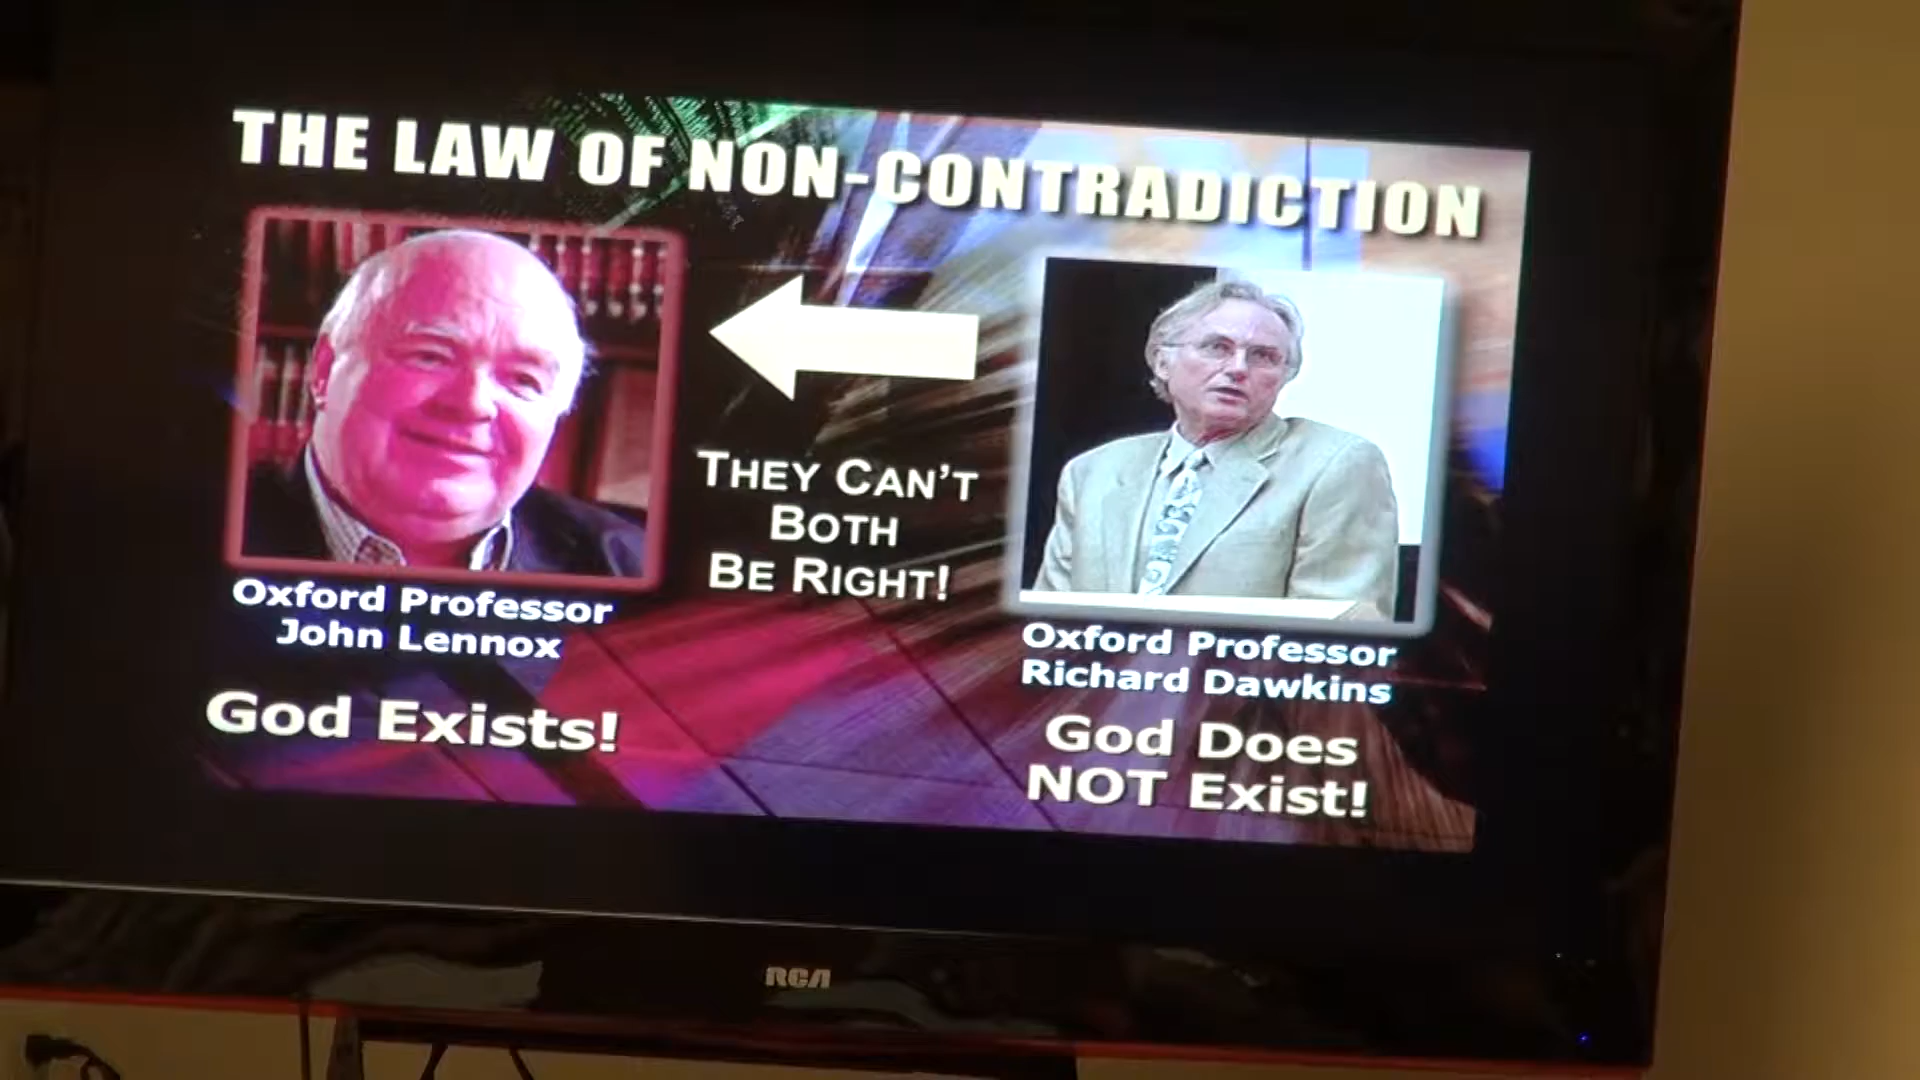 THE LAW OF NON-CONTRADICTION
THEY CAN'T
BOTH
BE RIGHT!
Oxford Professor
John Lennox
God Exists!
Oxford Professor
Richard Dawkins
God Does
NOT Exist!
RCA